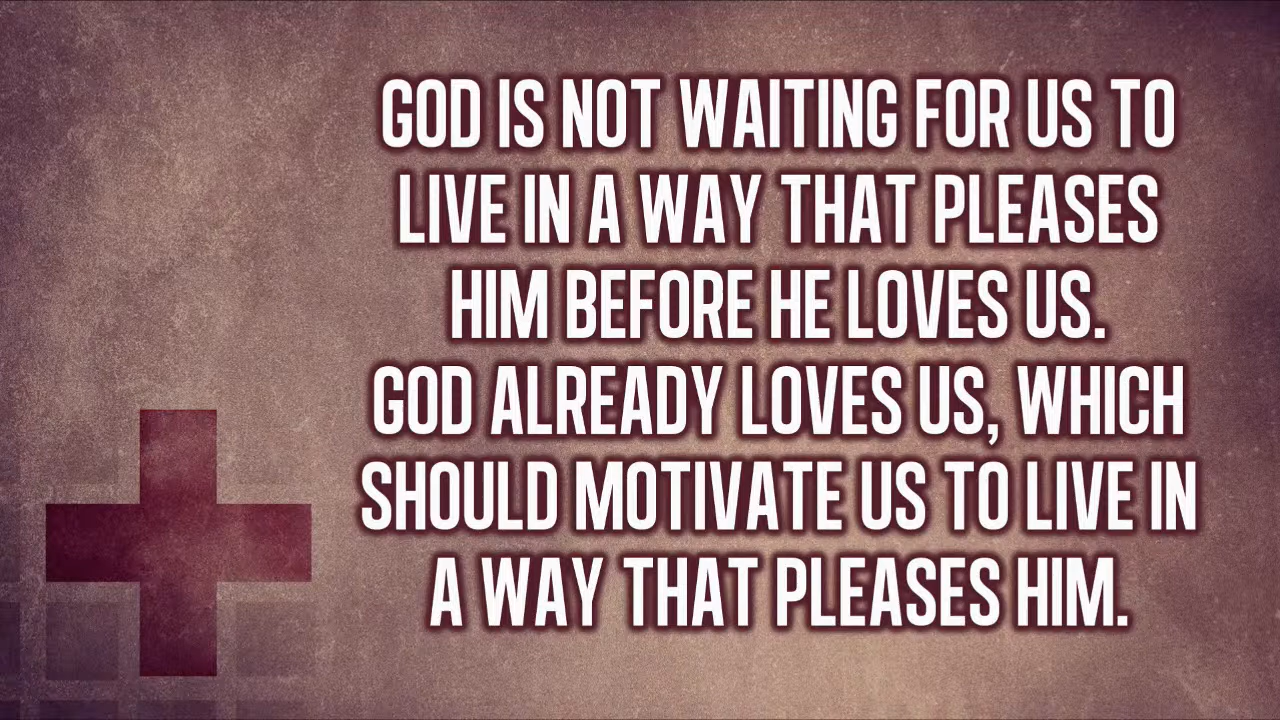 GOD IS NOT WAITING FOR US TO
LIVE IN A WAY THAT PLEASES
HIM BEFORE HE LOVES US.
GOD ALREADY LOVES US, WHICH
SHOULD MOTIVATE US TO LIVE IN
A WAY THAT PLEASES HIM.